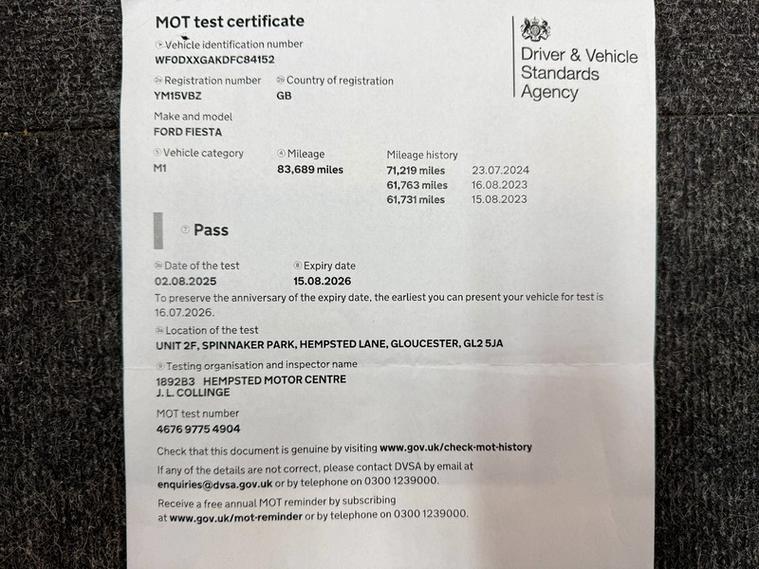 MOT test certificate
Vehicle identification number
WF0DXXGAKDFC84152
Registration number
Country of registration
YM15VBZ
GB
Make and model
FORD FIESTA
Vehicle category
Mileage
Mileage history
M1
83,689 miles
71,219 miles 23.07.2024
61,763 miles 16.08.2023
61,731 miles 15.08.2023
Pass
Date of the test
Expiry date
02.08.2025
15.08.2026
To preserve the anniversary of the expiry date, the earliest you can present your vehicle for test is
16.07.2026.
Location of the test
UNIT 2F, SPINNAKER PARK, HEMPSTED LANE, GLOUCESTER, GL2 5JA
Testing organisation and inspector name
1892B3 HEMPSTED MOTOR CENTRE
J. L. COLLINGE
MOT test number
4676 9775 4904
Check that this document is genuine by visiting www.gov.uk/check-mot-history
If any of the details are not correct, please contact DVSA by email at
enquiries@dvsa.gov.uk or by telephone on 0300 1239000.
Receive a free annual MOT reminder by subscribing
at www.gov.uk/mot-reminder or by telephone on 0300 1239000.
Driver & Vehicle
Standards
Agency